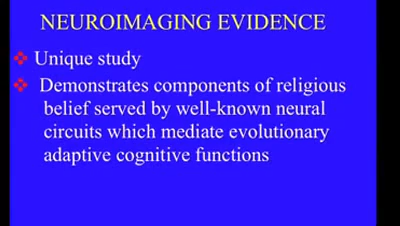 NEUROIMAGING EVIDENCE
Unique study
Demonstrates components of religious
belief served by well-known neural
circuits which mediate evolutionary
adaptive cognitive functions